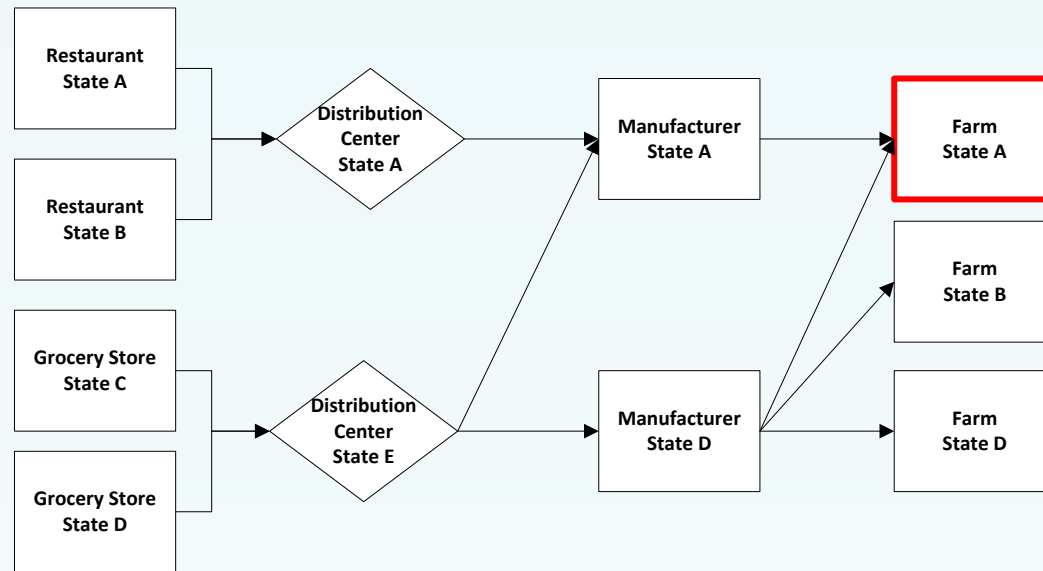 Restaurant
State A
Restaurant
State B
Grocery Store
State C
Grocery Store
State D
Distribution
Center
State A
Distribution
Center
State E
Manufacturer
State A
Manufacturer
State D
Farm
State A
Farm
State B
Farm
State D